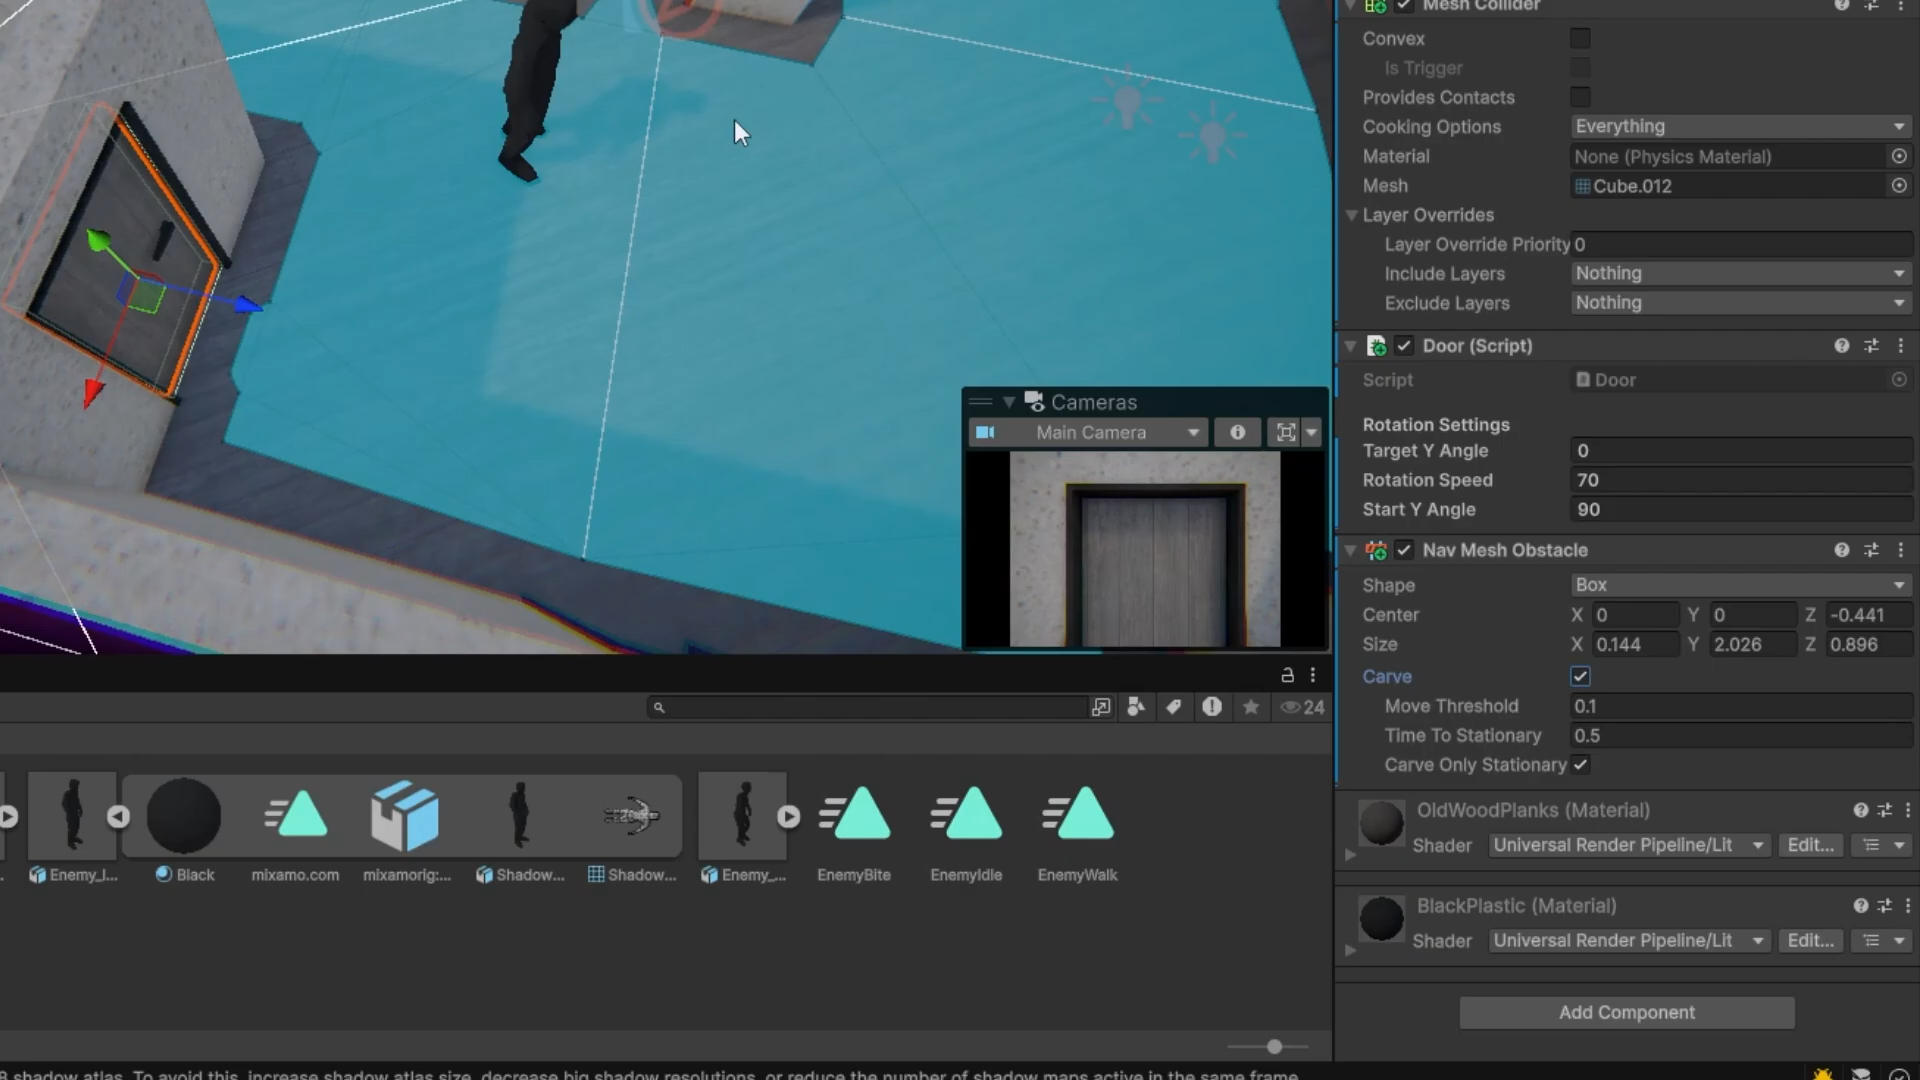 Mesh Collider
Convex
Is Trigger
Provides Contacts
Cooking Options Everything
Material None (Physics Material)
Mesh Cube.012
Layer Overrides
Layer Override Priority 0
Include Layers Nothing
Exclude Layers Nothing
Door (Script)
Script Door
Rotation Settings
Target Y Angle 0
Rotation Speed 70
Start Y Angle 90
Nav Mesh Obstacle
Shape Box
Center X 0 Y 0 Z -0.441
Size X 0.144 Y 2.026 Z 0.896
Carve
Move Threshold 0.1
Time To Stationary 0.5
Carve Only Stationary
OldWoodPlanks (Material)
Shader Universal Render Pipeline/Lit Edit...
BlackPlastic (Material)
Shader Universal Render Pipeline/Lit Edit...
Add Component
Cameras
Main Camera
24
Enemy_I... Black mixamo.com mixamorig:... Shadow... Shadow... Enemy_... EnemyBite EnemyIdle EnemyWalk
shadow atlas. To avoid this, increase shadow atlas size, decrease big shadow resolutions, or reduce the number of shadow maps active in the same frame